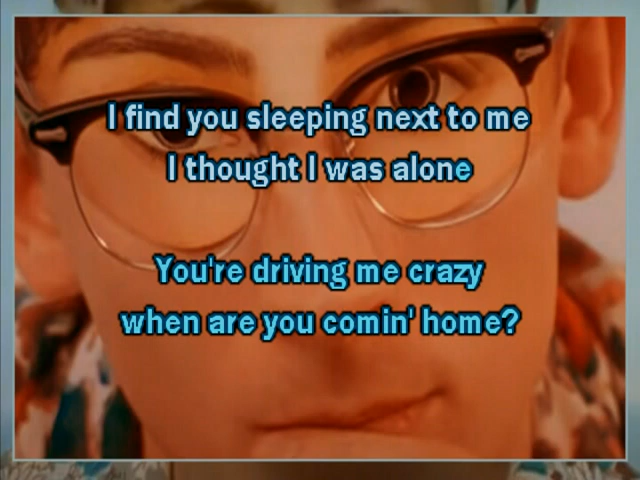 I find you sleeping next to me
I thought I was alone
You're driving me crazy
when are you comin' home?